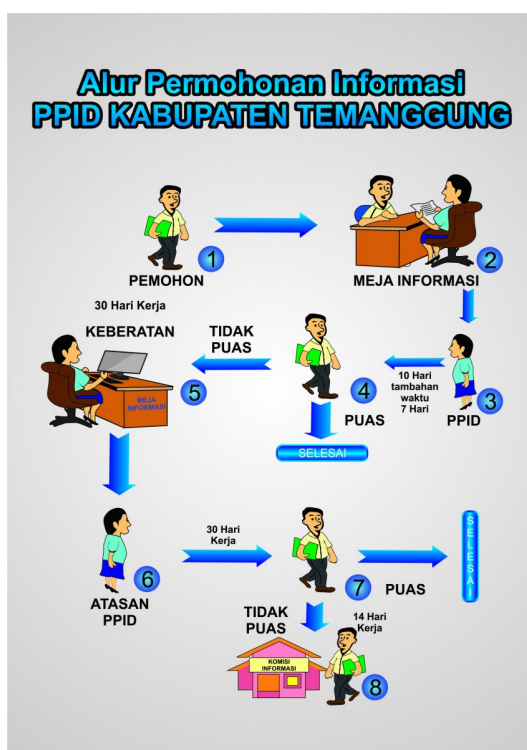 Alur Permohonan Informasi
PPID KABUPATEN TEMANGGUNG
1
PEMOHON
2
MEJA INFORMASI
30 Hari Kerja
KEBERATAN
TIDAK
PUAS
5
MEJA
INFORMASI
4
PUAS
10 Hari
tambahan
waktu
7 Hari
3
PPID
SELESAI
6
ATASAN
PPID
30 Hari
Kerja
7
PUAS
SELESAI
TIDAK
PUAS
14 Hari
Kerja
KOMISI
INFORMASI
8